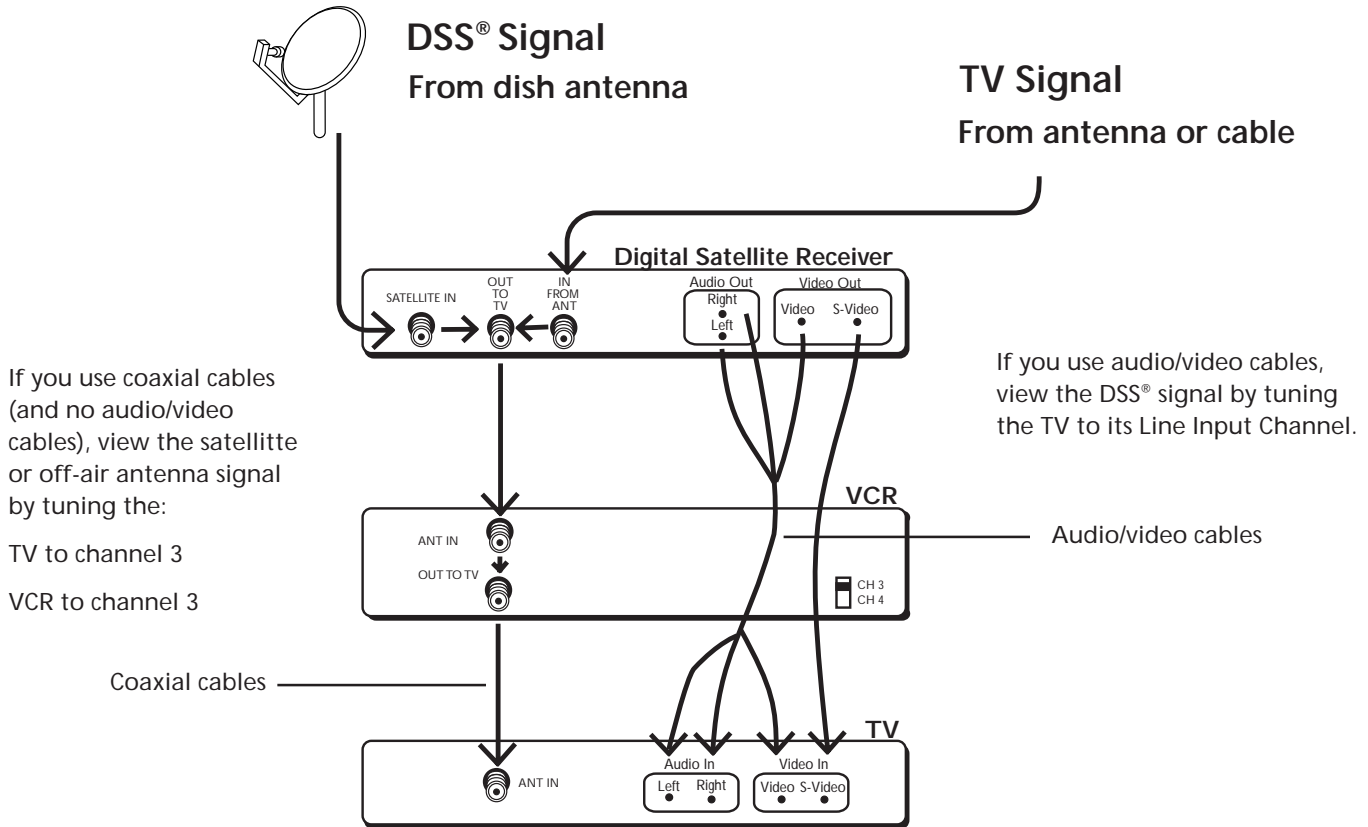 DSS® Signal
From dish antenna
TV Signal
From antenna or cable
Digital Satellite Receiver
SATELLITE IN
OUT
TO
TV
IN
FROM
ANT
Audio Out
Right
Left
Video Out
Video
S-Video
If you use coaxial cables
(and no audio/video
cables), view the satellitte
or off-air antenna signal
by tuning the:
TV to channel 3
VCR to channel 3
If you use audio/video cables,
view the DSS® signal by tuning
the TV to its Line Input Channel.
VCR
ANT IN
OUT TO TV
CH 3
CH 4
Audio/video cables
Coaxial cables
TV
ANT IN
Audio In
Left Right
Video In
Video S-Video